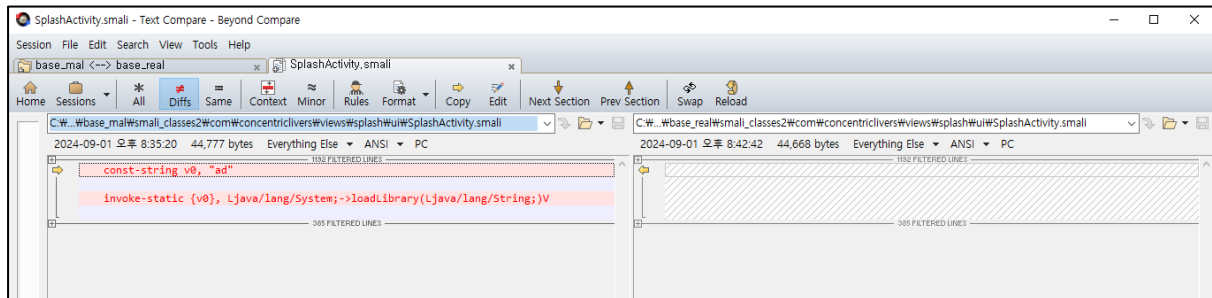 SplashActivity.smali - Text Compare - Beyond Compare
Session File Edit Search View Tools Help
base_mal <--> base_real
SplashActivity.smali
Home Sessions All Diffs Same Context Minor Rules Format Copy Edit Next Section Prev Section Swap Reload
C:₩...₩base_mal₩smali_classes2₩com₩concentriclivers₩views₩splash₩ui₩SplashActivity.smali
C:₩...₩base_real₩smali_classes2₩com₩concentriclivers₩views₩splash₩ui₩SplashActivity.smali
2024-09-01 오후 8:35:20 44,777 bytes Everything Else ANSI PC
2024-09-01 오후 8:42:42 44,668 bytes Everything Else ANSI PC
1192 FILTERED LINES
1192 FILTERED LINES
const-string v0, "ad"
invoke-static {v0}, Ljava/lang/System;->loadLibrary(Ljava/lang/String;)V
385 FILTERED LINES
385 FILTERED LINES